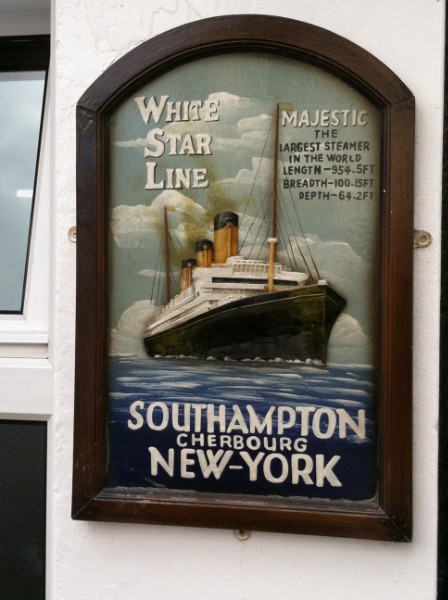 WHITE
STAR
LINE
MAJESTIC
THE
LARGEST STEAMER
IN THE WORLD
LENGTH-954.5FT
BREADTH-100.15FT
DEPTH-64.2FT
SOUTHAMPTON
CHERBOURG
NEW-YORK